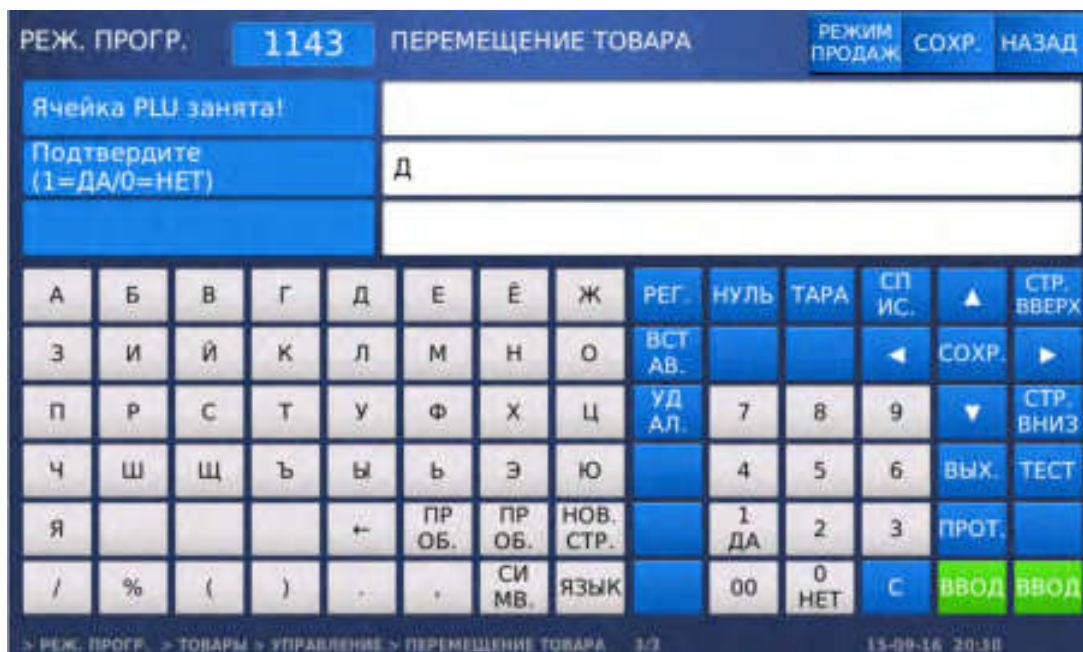 РЕЖ. ПРОГР. 1143 ПЕРЕМЕЩЕНИЕ ТОВАРА РЕЖИМ ПРОДАЖ СОХР. НАЗАД
Ячейка PLU занята!
Подтвердите
(1=ДА/0=НЕТ)
Д
А Б В Г Д Е Ё Ж РЕГ. НУЛЬ ТАРА СП ИС. ▲ СТР. ВВЕРХ
З И Й К Л М Н О ВСТ АВ. ◀ СОХР. ▶
П Р С Т У Ф Х Ц УД АЛ. 7 8 9 ▼ СТР. ВНИЗ
Ч Ш Щ Ъ Ы Ь Э Ю 4 5 6 ВЫХ. ТЕСТ
Я ← ПР ОБ. ПР ОБ. НОВ. СТР. 1 ДА 2 3 ПРОТ.
/ % ( ) . , СИ МВ. ЯЗЫК 00 0 НЕТ С ВВОД ВВОД
> РЕЖ. ПРОГР. > ТОВАРЫ > УПРАВЛЕНИЕ > ПЕРЕМЕЩЕНИЕ ТОВАРА 3/3 15-09-16 20:30